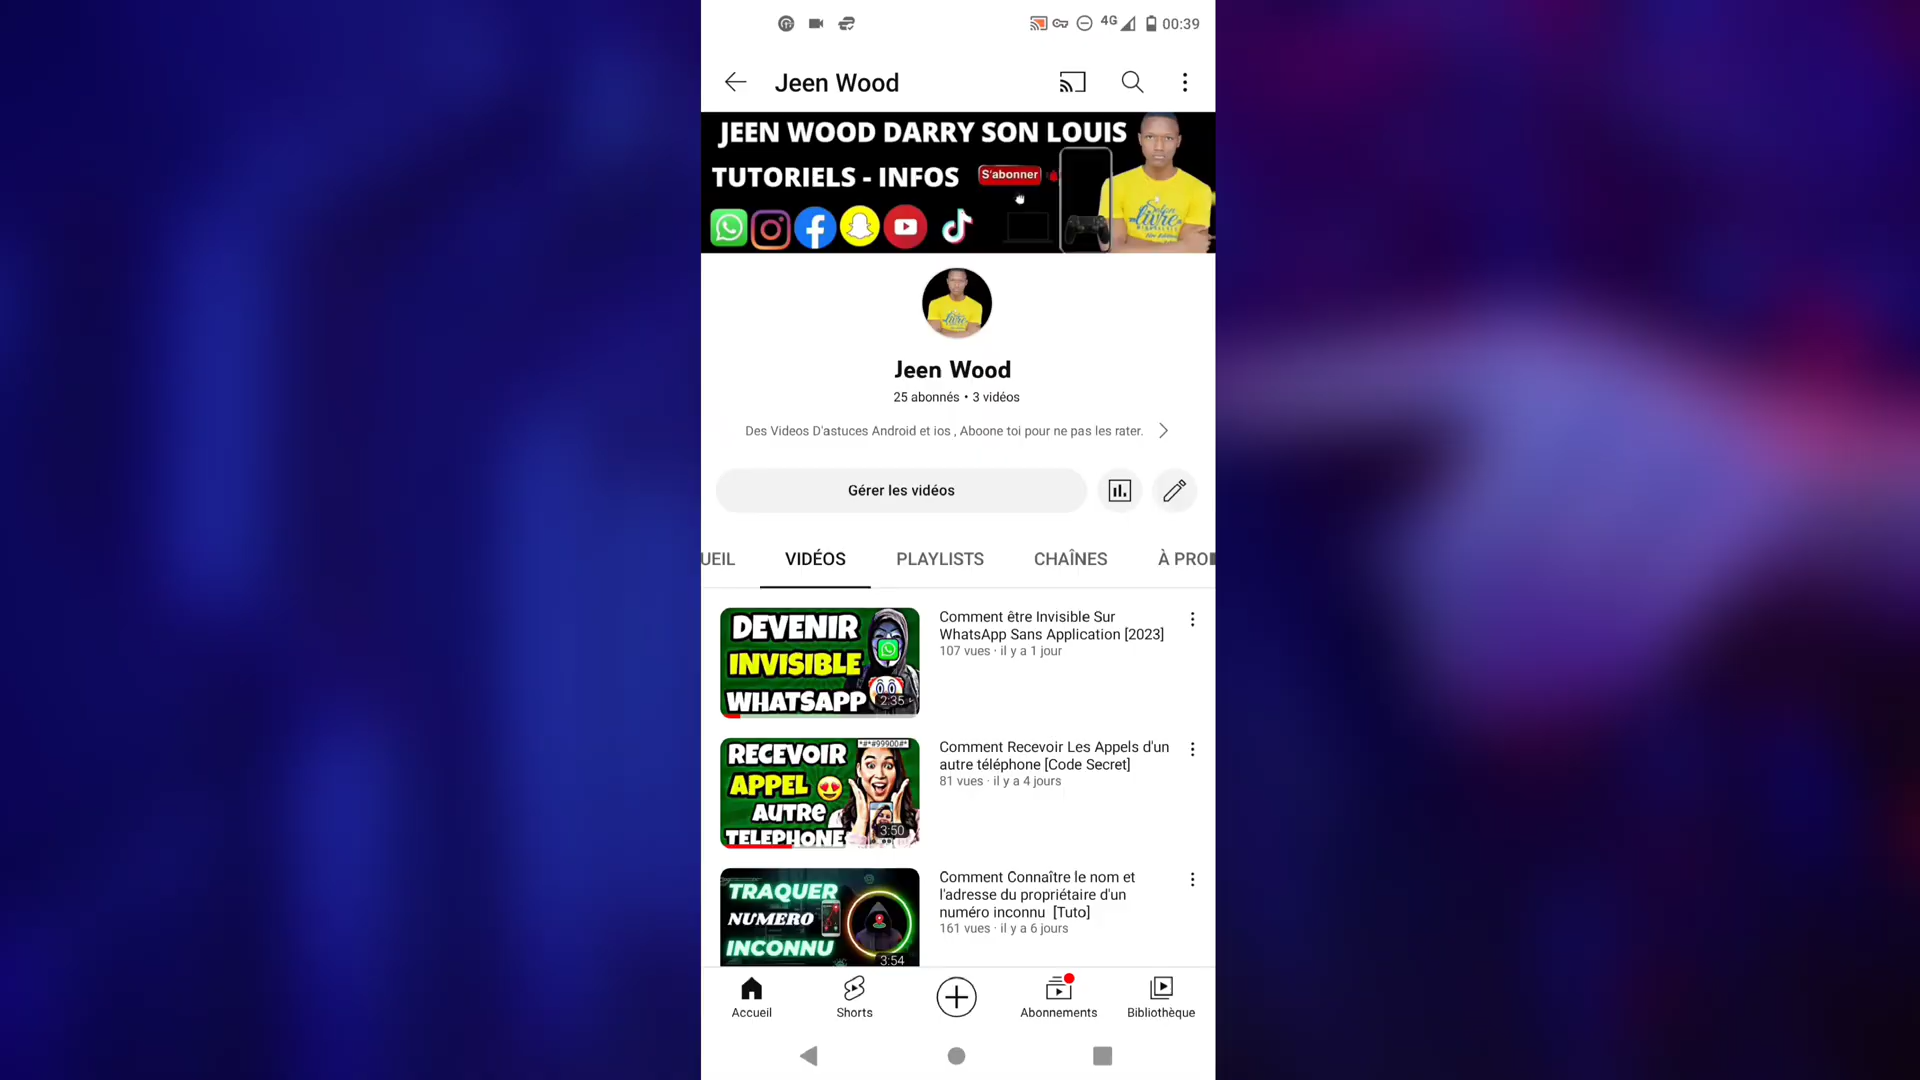 4G 00:39
Jeen Wood
JEEN WOOD DARRY SON LOUIS
TUTORIELS - INFOS S'abonner
Jeen Wood
25 abonnés • 3 vidéos
Des Videos D'astuces Android et ios , Aboone toi pour ne pas les rater.
Gérer les vidéos
UEIL VIDÉOS PLAYLISTS CHAÎNES À PRO
DEVENIR
INVISIBLE
WHATSAPP
2:35
Comment être Invisible Sur
WhatsApp Sans Application [2023]
107 vues · il y a 1 jour
*#*#99900#*
RECEVOIR
APPEL
AUTRE
TELEPHONE
3:50
Comment Recevoir Les Appels d'un
autre téléphone [Code Secret]
81 vues · il y a 4 jours
TRAQUER
NUMERO
INCONNU
3:54
Comment Connaître le nom et
l'adresse du propriétaire d'un
numéro inconnu [Tuto]
161 vues · il y a 6 jours
Accueil Shorts Abonnements Bibliothèque